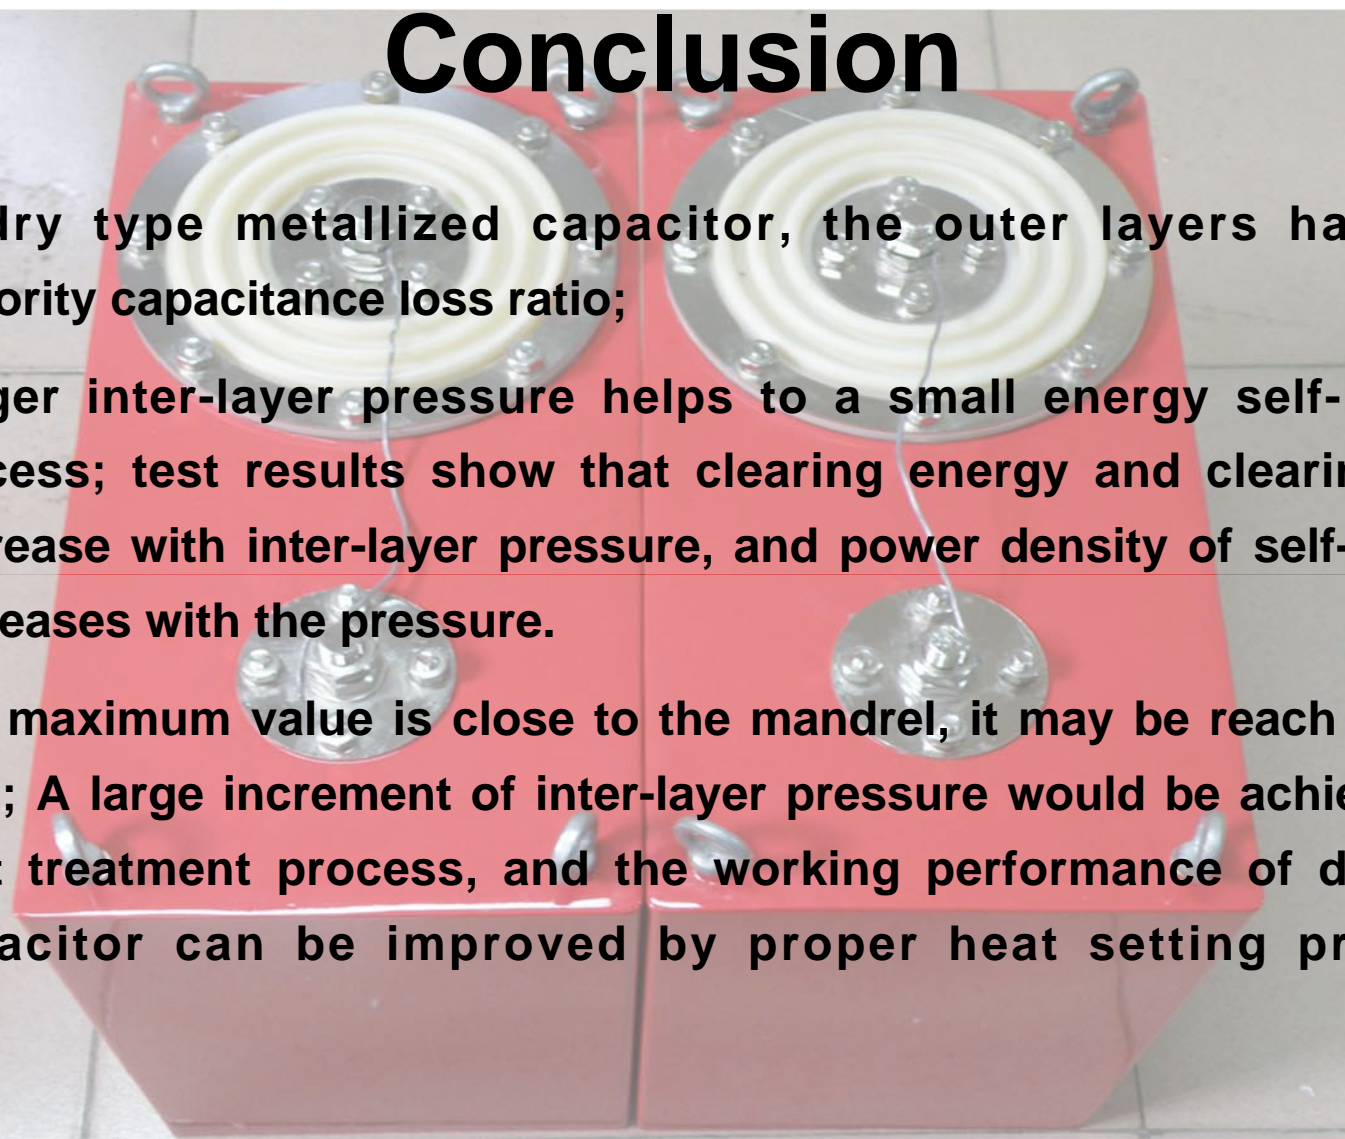 Conclusion
dry type metallized capacitor, the outer layers ha
ority capacitance loss ratio;
ger inter-layer pressure helps to a small energy self-
cess; test results show that clearing energy and clearin
rease with inter-layer pressure, and power density of self-
eases with the pressure.
maximum value is close to the mandrel, it may be reach
; A large increment of inter-layer pressure would be achie
t treatment process, and the working performance of d
acitor can be improved by proper heat setting pr